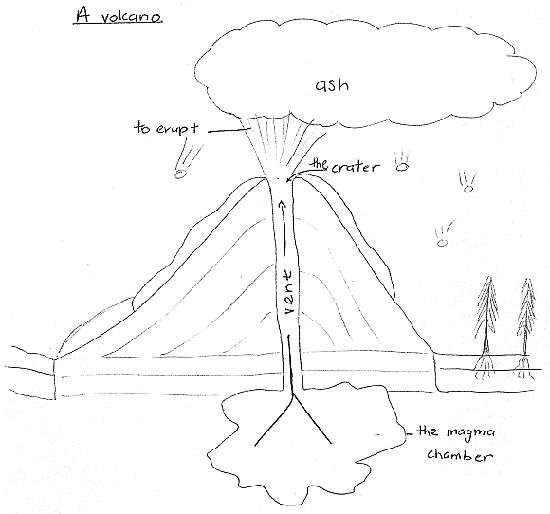 A volcano.
ash
to erupt
the crater
vent
the magma
chamber